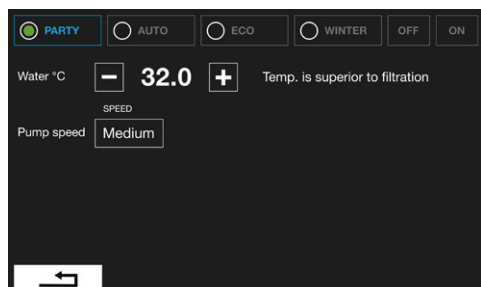 PARTY AUTO ECO WINTER OFF ON
Water °C − 32.0 + Temp. is superior to filtration
SPEED
Pump speed Medium